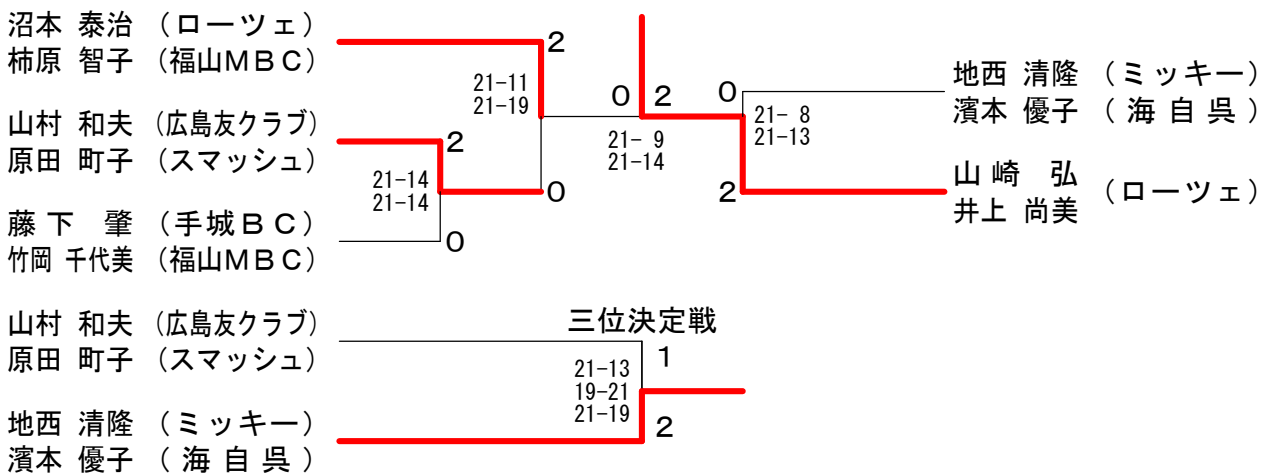 沼本 泰治 (ローツェ)
柿原 智子 (福山MBC)
2
21-11
21-19
山村 和夫 (広島友クラブ)
原田 町子 (スマッシュ)
2
21-14
21-14
0
藤下 肇 (手城BC)
竹岡 千代美 (福山MBC)
0
0 2
21- 9
21-14
0
21- 8
21-13
2
地西 清隆 (ミッキー)
濱本 優子 (海自呉)
山崎 弘
井上 尚美
(ローツェ)
三位決定戦
山村 和夫 (広島友クラブ)
原田 町子 (スマッシュ)
1
21-13
19-21
21-19
2
地西 清隆 (ミッキー)
濱本 優子 (海自呉)